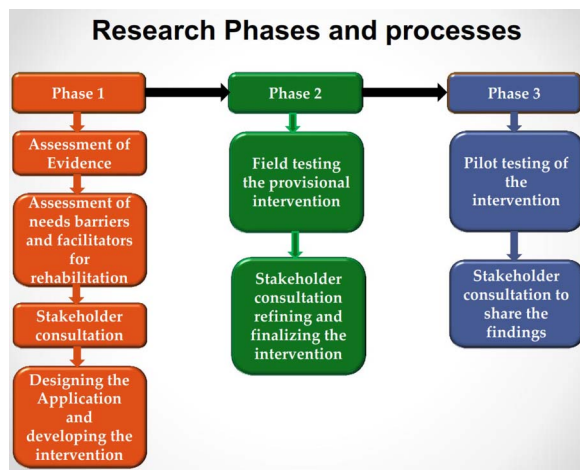 Research Phases and processes
Phase 1
Phase 2
Phase 3
Assessment of
Evidence
Assessment of
needs barriers
and facilitators
for
rehabilitation
Stakeholder
consultation
Designing the
Application
and
developing the
intervention
Field testing
the provisional
intervention
Stakeholder
consultation
refining and
finalizing the
intervention
Pilot testing of
the
intervention
Stakeholder
consultation to
share the
findings